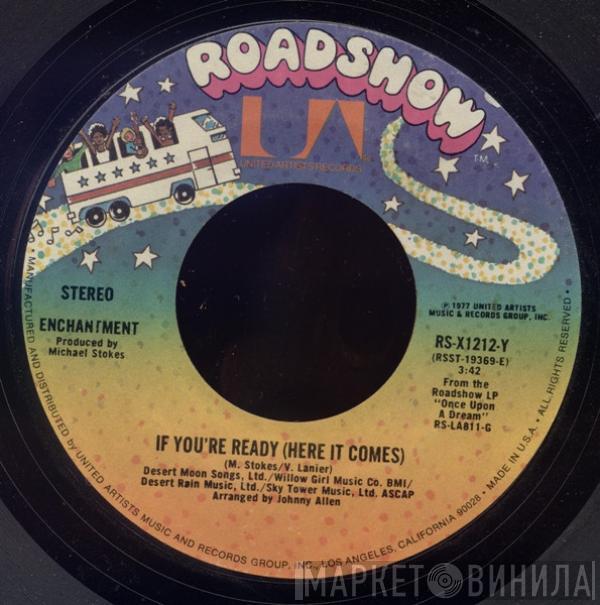 ROADSHOW
T.M.
UNITED ARTISTS RECORDS
STEREO
ENCHANTMENT
Produced by
Michael Stokes
℗ 1977 UNITED ARTISTS
MUSIC & RECORDS GROUP, INC.
RS-X1212-Y
(RSST-19369-E)
3:42
From the
Roadshow LP
"Once Upon
A Dream"
RS-LA811-G
IF YOU'RE READY (HERE IT COMES)
(M. Stokes/V. Lanier)
Desert Moon Songs, Ltd./Willow Girl Music Co. BMI/
Desert Rain Music, Ltd./Sky Tower Music, Ltd. ASCAP
Arranged by Johnny Allen
MANUFACTURED AND DISTRIBUTED BY UNITED ARTISTS MUSIC AND RECORDS GROUP, INC., LOS ANGELES, CALIFORNIA 90028 • MADE IN U.S.A. • ALL RIGHTS RESERVED •
МАРКЕТ ВИНИЛА